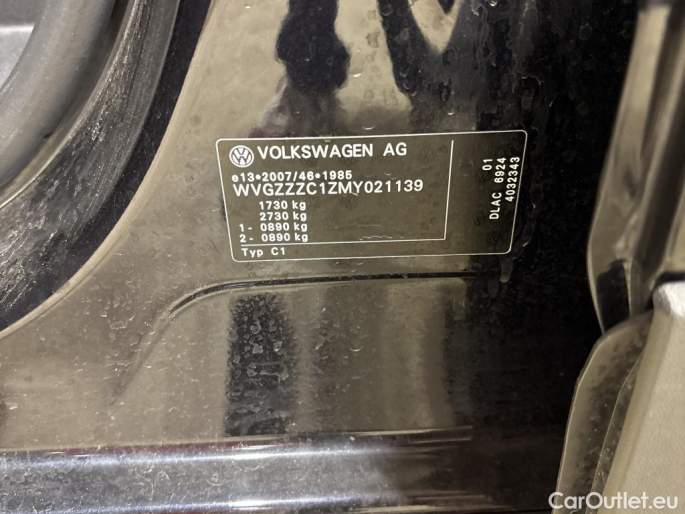 VOLKSWAGEN AG
e13*2007/46*1985
WVGZZZC1ZMY021139
1730 kg
2730 kg
1- 0890 kg
2- 0890 kg
Typ C1
01
DLAC 6924
4032343
CarOutlet.eu